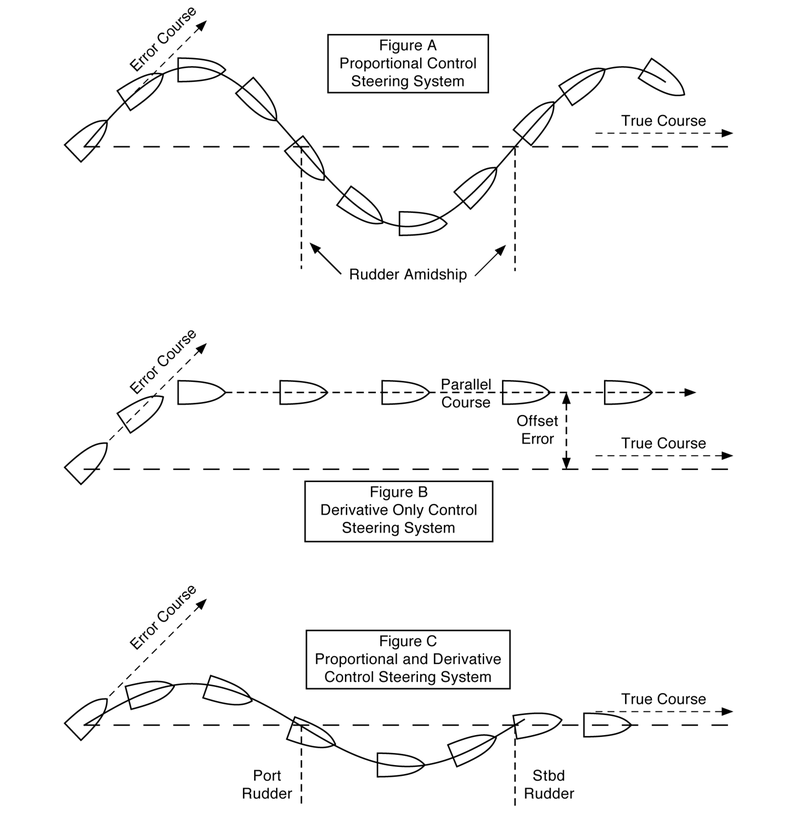 Error Course
Figure A
Proportional Control
Steering System
True Course
Rudder Amidship
Error Course
Parallel
Course
Offset
Error
True Course
Figure B
Derivative Only Control
Steering System
Error Course
Figure C
Proportional and Derivative
Control Steering System
True Course
Port
Rudder
Stbd
Rudder